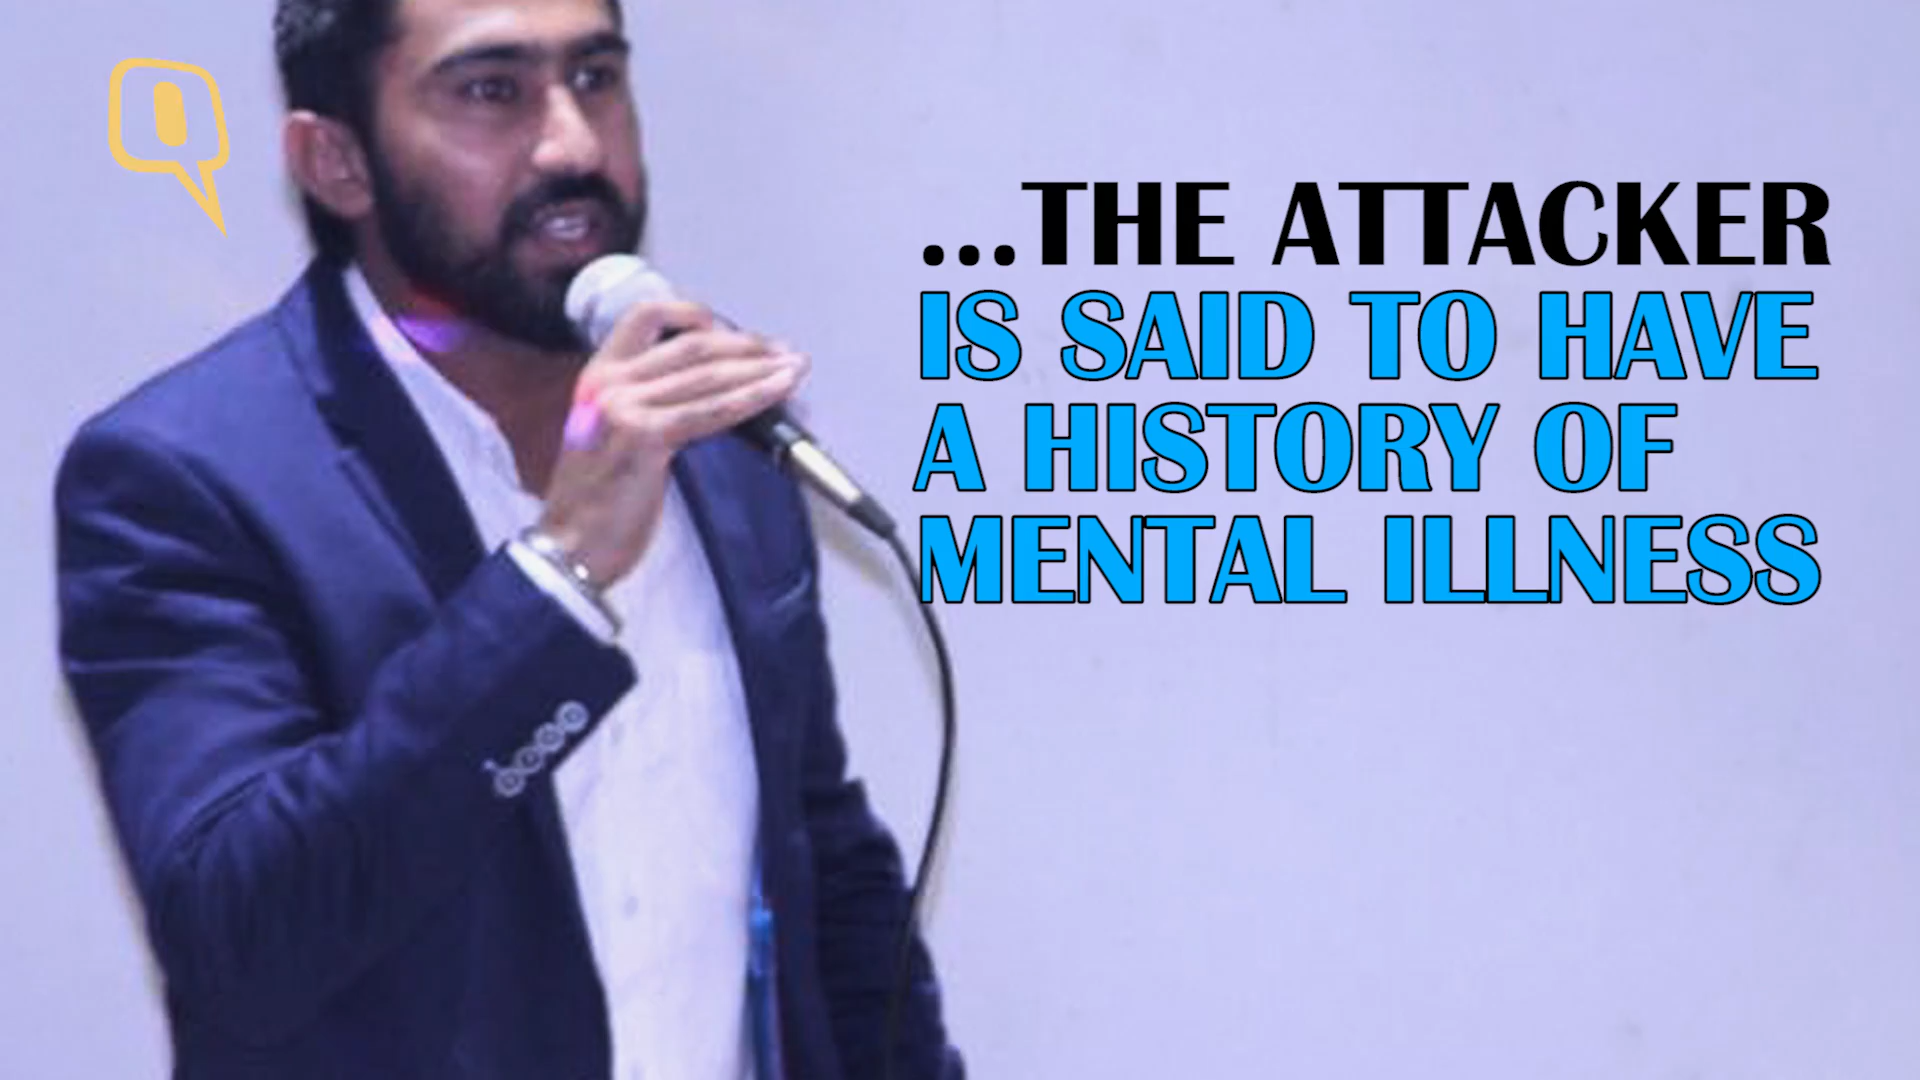 ...THE ATTACKER
IS SAID TO HAVE
A HISTORY OF
MENTAL ILLNESS